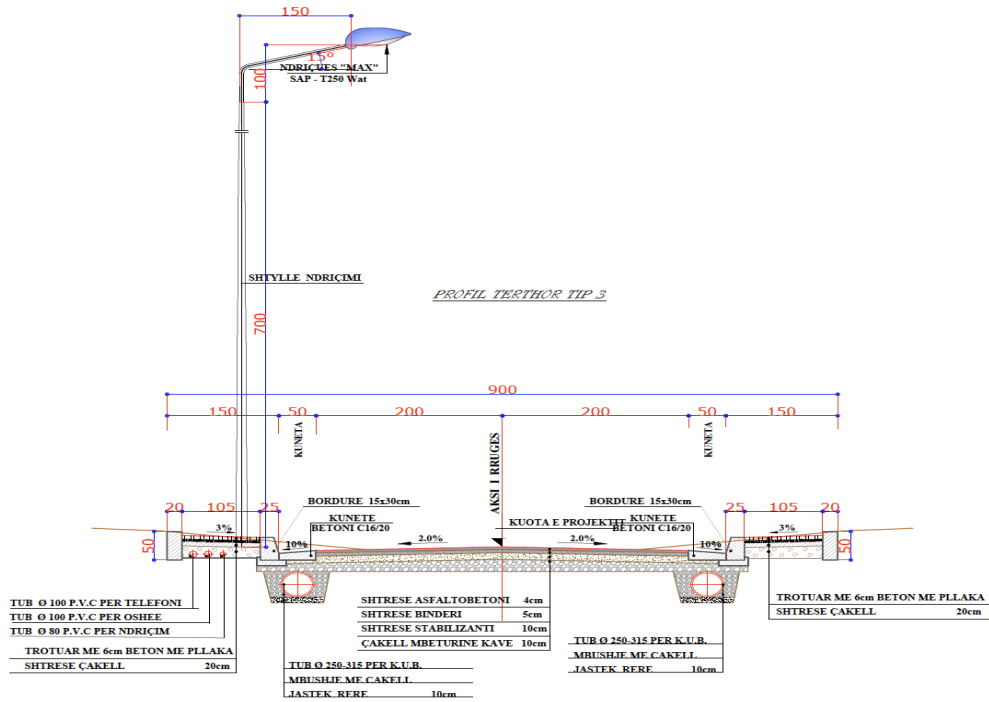 150
15°
NDRIÇUES "MAX"
SAP - T250 Wat
100
SHTYLLE NDRIÇIMI
PROFIL TERTHOR TIP 3
700
900
150 50 200 200 50 150
KUNETA
AKSI I RRUGES
KUNETA
20 105 25
BORDURE 15x30cm
BORDURE 15x30cm
25 105 20
KUNETE
BETONI C16/20
KUOTA E PROJEKTIT
KUNETE
BETONI C16/20
50
3%
10%
2.0%
2.0%
10%
3%
50
TUB Ø 100 P.V.C PER TELEFONI
TUB Ø 100 P.V.C PER OSHEE
TUB Ø 80 P.V.C PER NDRIÇIM
TROTUAR ME 6cm BETON ME PLLAKA
SHTRESE ÇAKELL 20cm
SHTRESE ASFALTOBETONI 4cm
SHTRESE BINDERI 5cm
SHTRESE STABILIZANTI 10cm
ÇAKELL MBETURINE KAVE 10cm
TROTUAR ME 6cm BETON ME PLLAKA
SHTRESE ÇAKELL 20cm
TUB Ø 250-315 PER K.U.B.
MBUSHJE ME CAKELL
JASTEK RERE 10cm
TUB Ø 250-315 PER K.U.B.
MBUSHJE ME CAKELL
JASTEK RERE 10cm